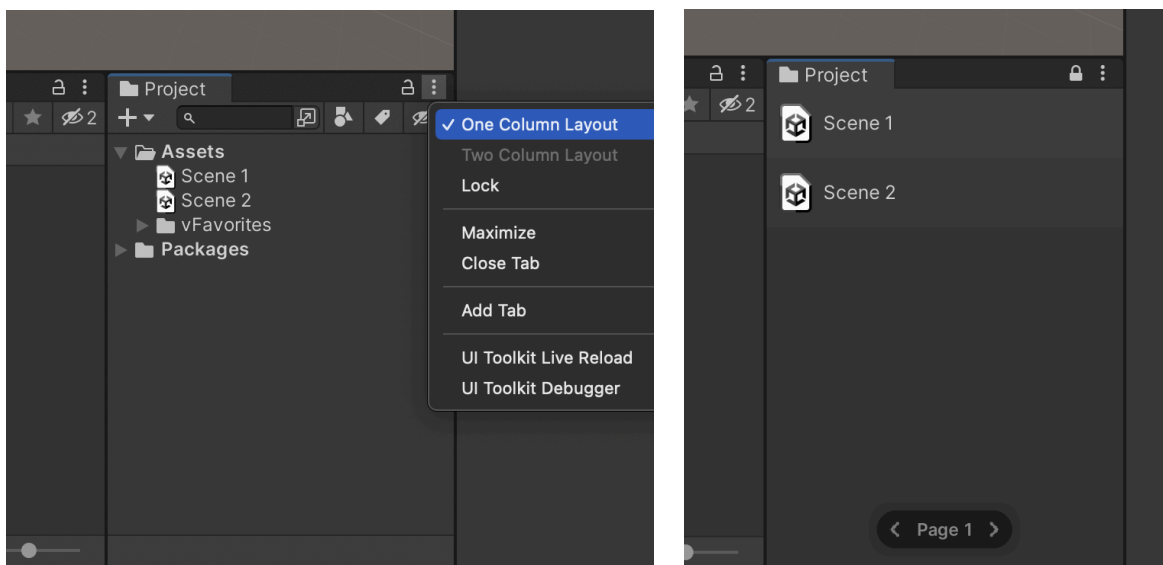 Project
2
One Column Layout
Two Column Layout
Lock
Maximize
Close Tab
Add Tab
UI Toolkit Live Reload
UI Toolkit Debugger
Assets
Scene 1
Scene 2
vFavorites
Packages
Project
2
Scene 1
Scene 2
Page 1